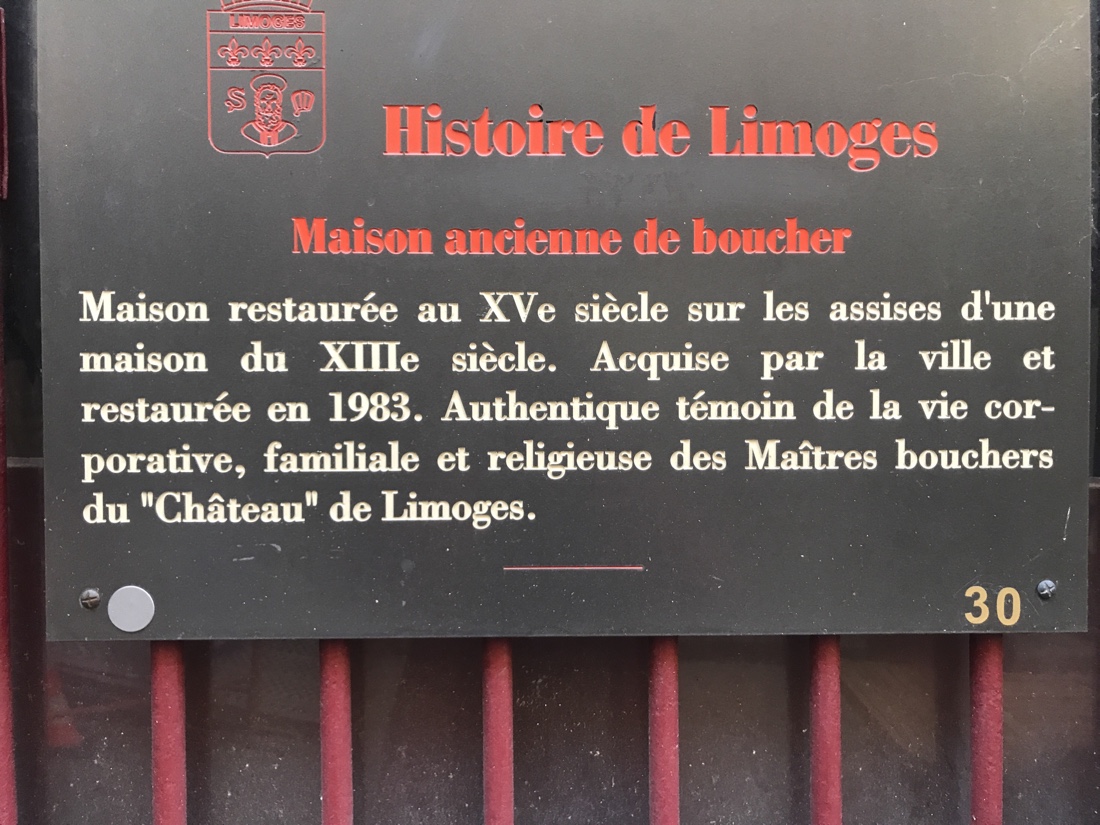 LIMOGES
S
Histoire de Limoges
Maison ancienne de boucher
Maison restaurée au XVe siècle sur les assises d'une
maison du XIIIe siècle. Acquise par la ville et
restaurée en 1983. Authentique témoin de la vie cor-
porative, familiale et religieuse des Maîtres bouchers
du "Château" de Limoges.
30